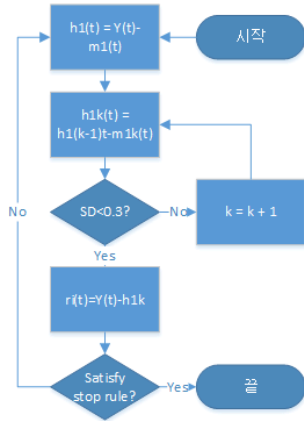 시작
h1(t) = Y(t)-
m1(t)
h1k(t) =
h1(k-1)t-m1k(t)
SD<0.3?
No
k = k + 1
No
Yes
ri(t)=Y(t)-h1k
Satisfy
stop rule?
Yes
끝